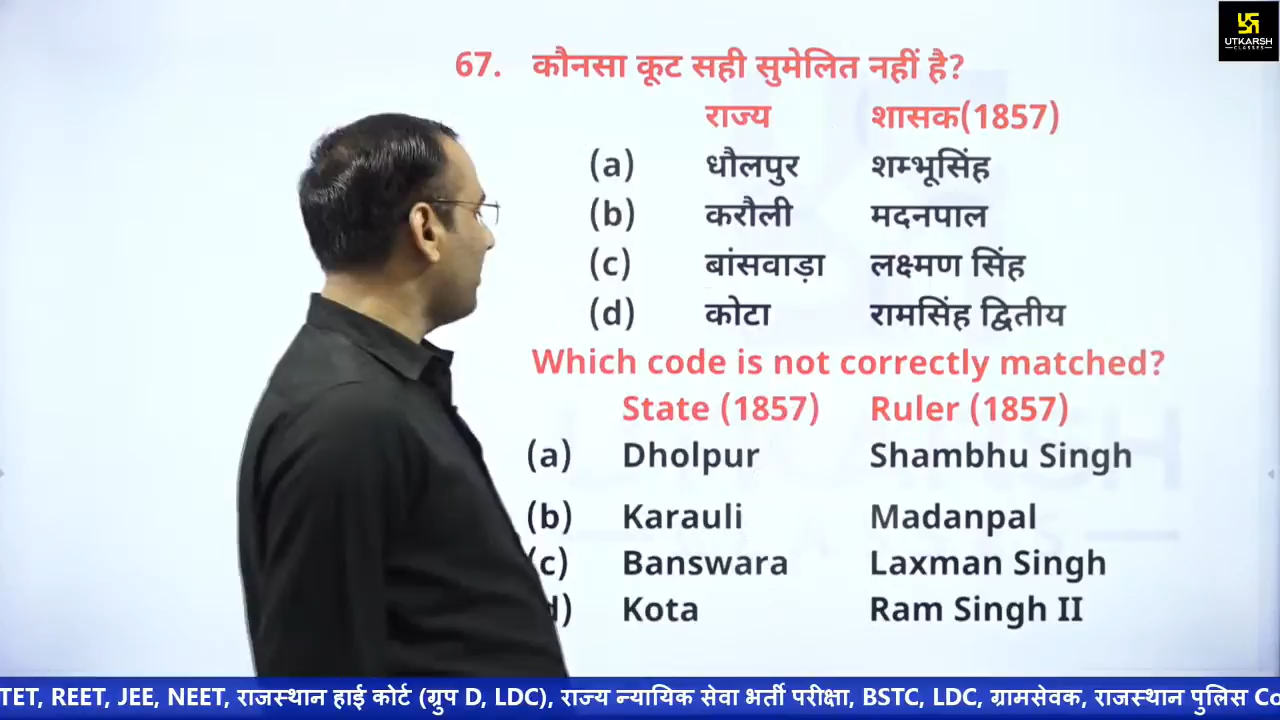 UTKARSH
CLASSES
67. कौनसा कूट सही सुमेलित नहीं है?
राज्य शासक(1857)
(a) धौलपुर शम्भूसिंह
(b) करौली मदनपाल
(c) बांसवाड़ा लक्ष्मण सिंह
(d) कोटा रामसिंह द्वितीय
Which code is not correctly matched?
State (1857) Ruler (1857)
(a) Dholpur Shambhu Singh
(b) Karauli Madanpal
(c) Banswara Laxman Singh
(d) Kota Ram Singh II
TET, REET, JEE, NEET, राजस्थान हाई कोर्ट (ग्रुप D, LDC), राज्य न्यायिक सेवा भर्ती परीक्षा, BSTC, LDC, ग्रामसेवक, राजस्थान पुलिस Co